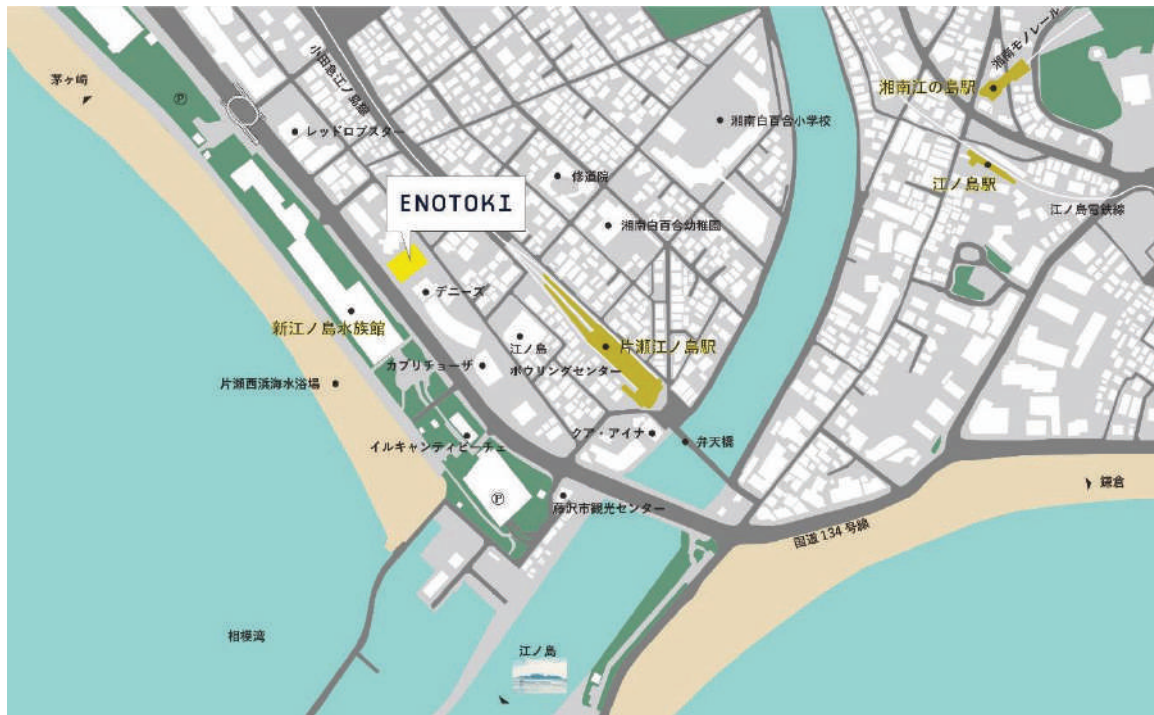 湘南モノレール
茅ヶ崎
小田急江ノ島線
湘南江の島駅
Ⓟ
レッドロブスター
湘南白百合小学校
江ノ島駅
修道院
ENOTOKI
江ノ島電鉄線
湘南白百合幼稚園
デニーズ
新江ノ島水族館
江ノ島
ボウリングセンター
片瀬江ノ島駅
カプリチョーザ
片瀬西浜海水浴場
クア・アイナ
弁天橋
イルキャンティビーチェ
鎌倉
Ⓟ
藤沢市観光センター
国道134号線
相模湾
江ノ島